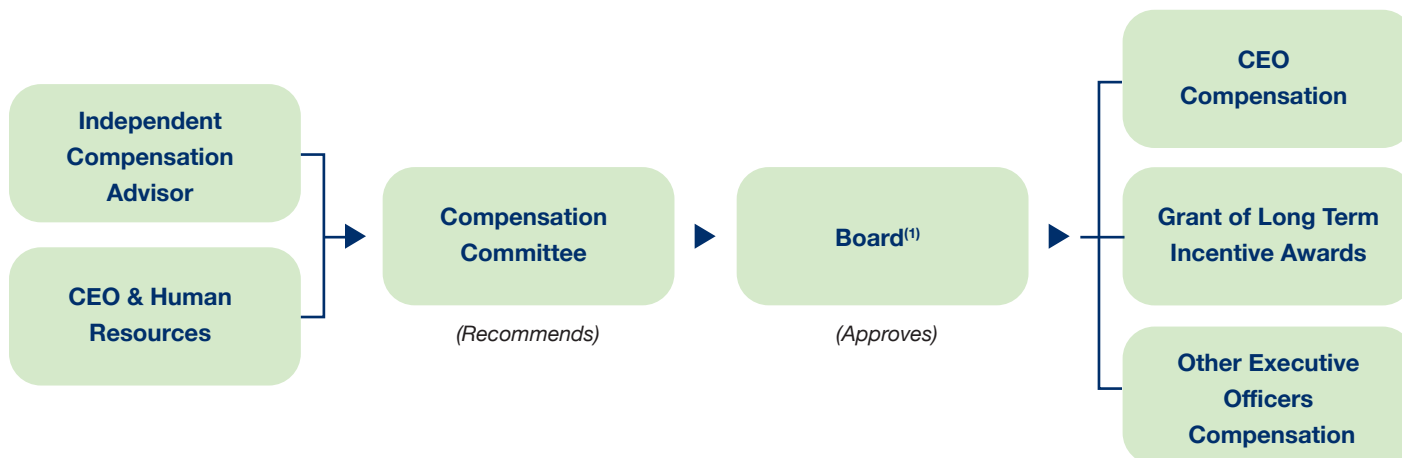 Independent
Compensation
Advisor
CEO & Human
Resources
Compensation
Committee
(Recommends)
Board(1)
(Approves)
CEO
Compensation
Grant of Long Term
Incentive Awards
Other Executive
Officers
Compensation